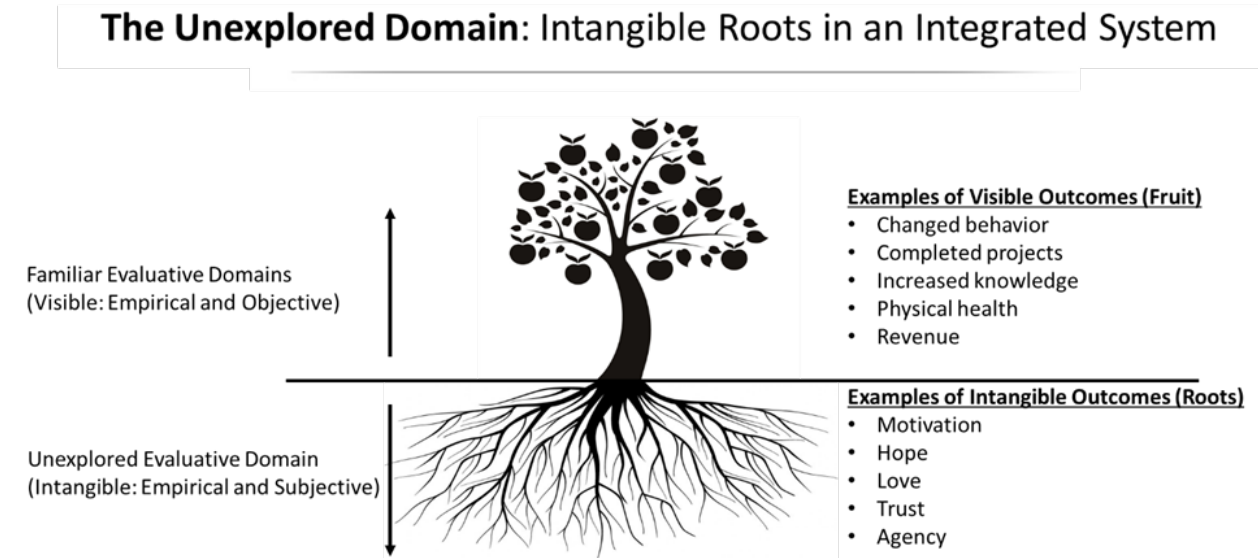 The Unexplored Domain: Intangible Roots in an Integrated System
Familiar Evaluative Domains
(Visible: Empirical and Objective)
Examples of Visible Outcomes (Fruit)
• Changed behavior
• Completed projects
• Increased knowledge
• Physical health
• Revenue
Unexplored Evaluative Domain
(Intangible: Empirical and Subjective)
Examples of Intangible Outcomes (Roots)
• Motivation
• Hope
• Love
• Trust
• Agency